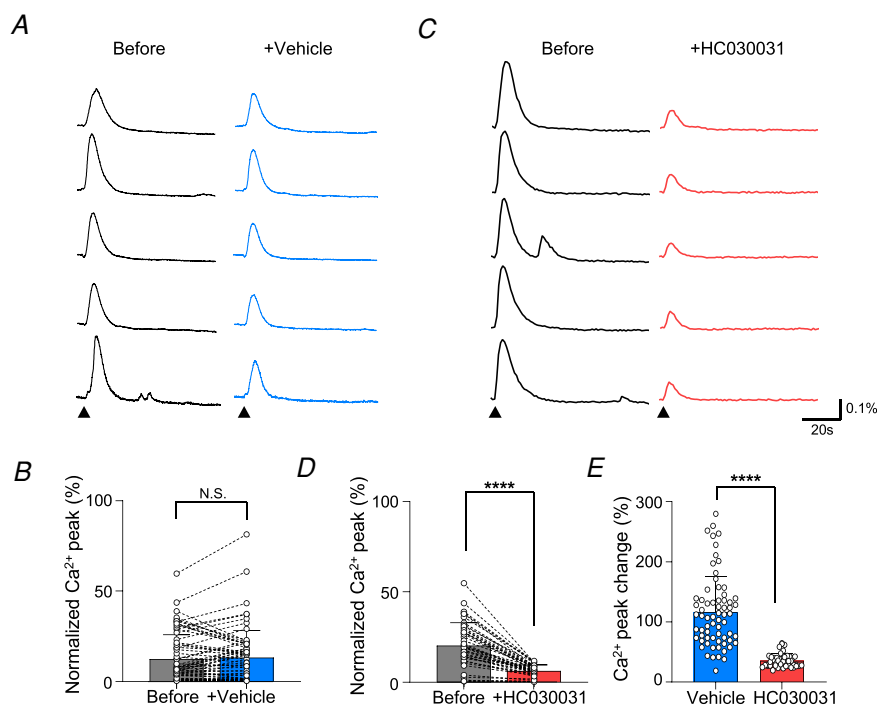 A
Before
+Vehicle
C
Before
+HC030031
0.1%
20s
B
Normalized Ca²⁺ peak (%)
100
50
0
N.S.
Before
+Vehicle
D
Normalized Ca²⁺ peak (%)
100
50
0
****
Before
+HC030031
E
Ca²⁺ peak change (%)
300
200
100
0
****
Vehicle
HC030031